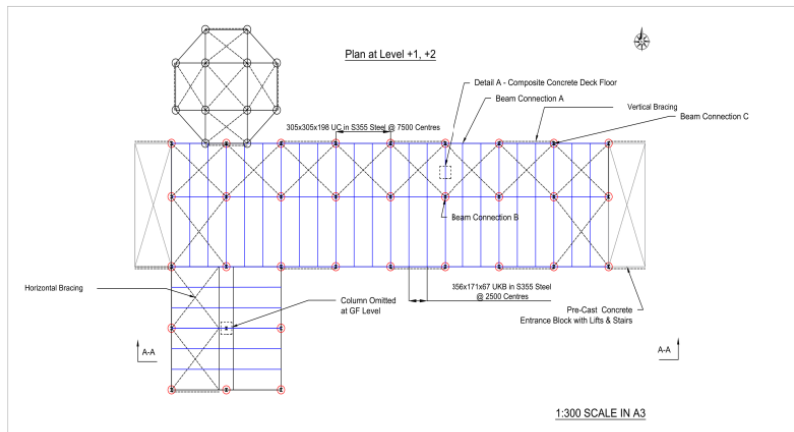 Plan at Level +1, +2
Detail A - Composite Concrete Deck Floor
Beam Connection A
Vertical Bracing
Beam Connection C
305x305x198 UC in S355 Steel @ 7500 Centres
Beam Connection B
Horizontal Bracing
Column Omitted
at GF Level
356x171x67 UKB in S355 Steel
@ 2500 Centres
Pre-Cast Concrete
Entrance Block with Lifts & Stairs
A-A
A-A
1:300 SCALE IN A3